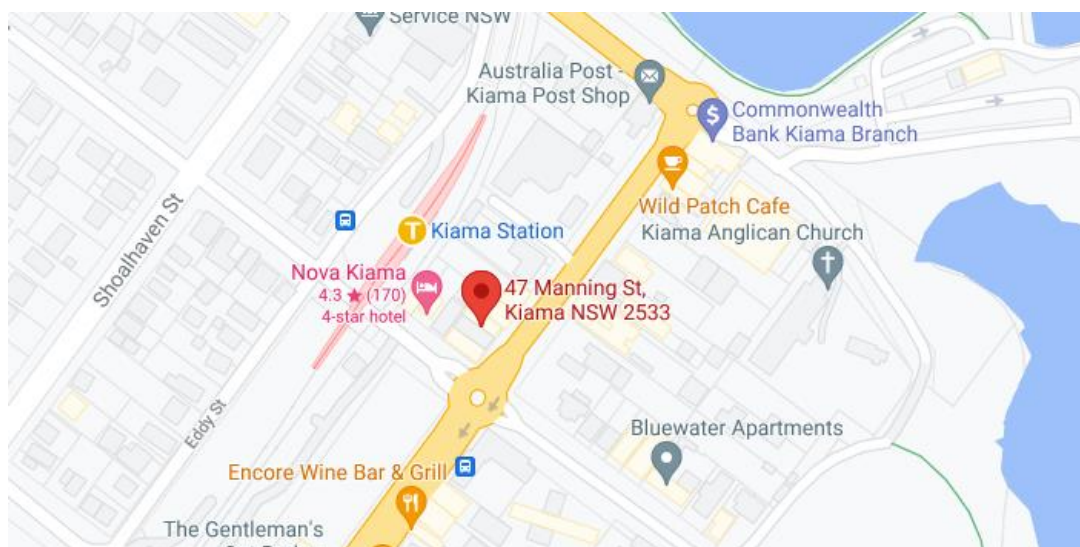 Service NSW
Australia Post -
Kiama Post Shop
Commonwealth
Bank Kiama Branch
Wild Patch Cafe
Kiama Anglican Church
Shoalhaven St
T
Kiama Station
Nova Kiama
4.3 ★ (170)
4-star hotel
47 Manning St,
Kiama NSW 2533
Eddy St
Bluewater Apartments
Encore Wine Bar & Grill
The Gentleman's